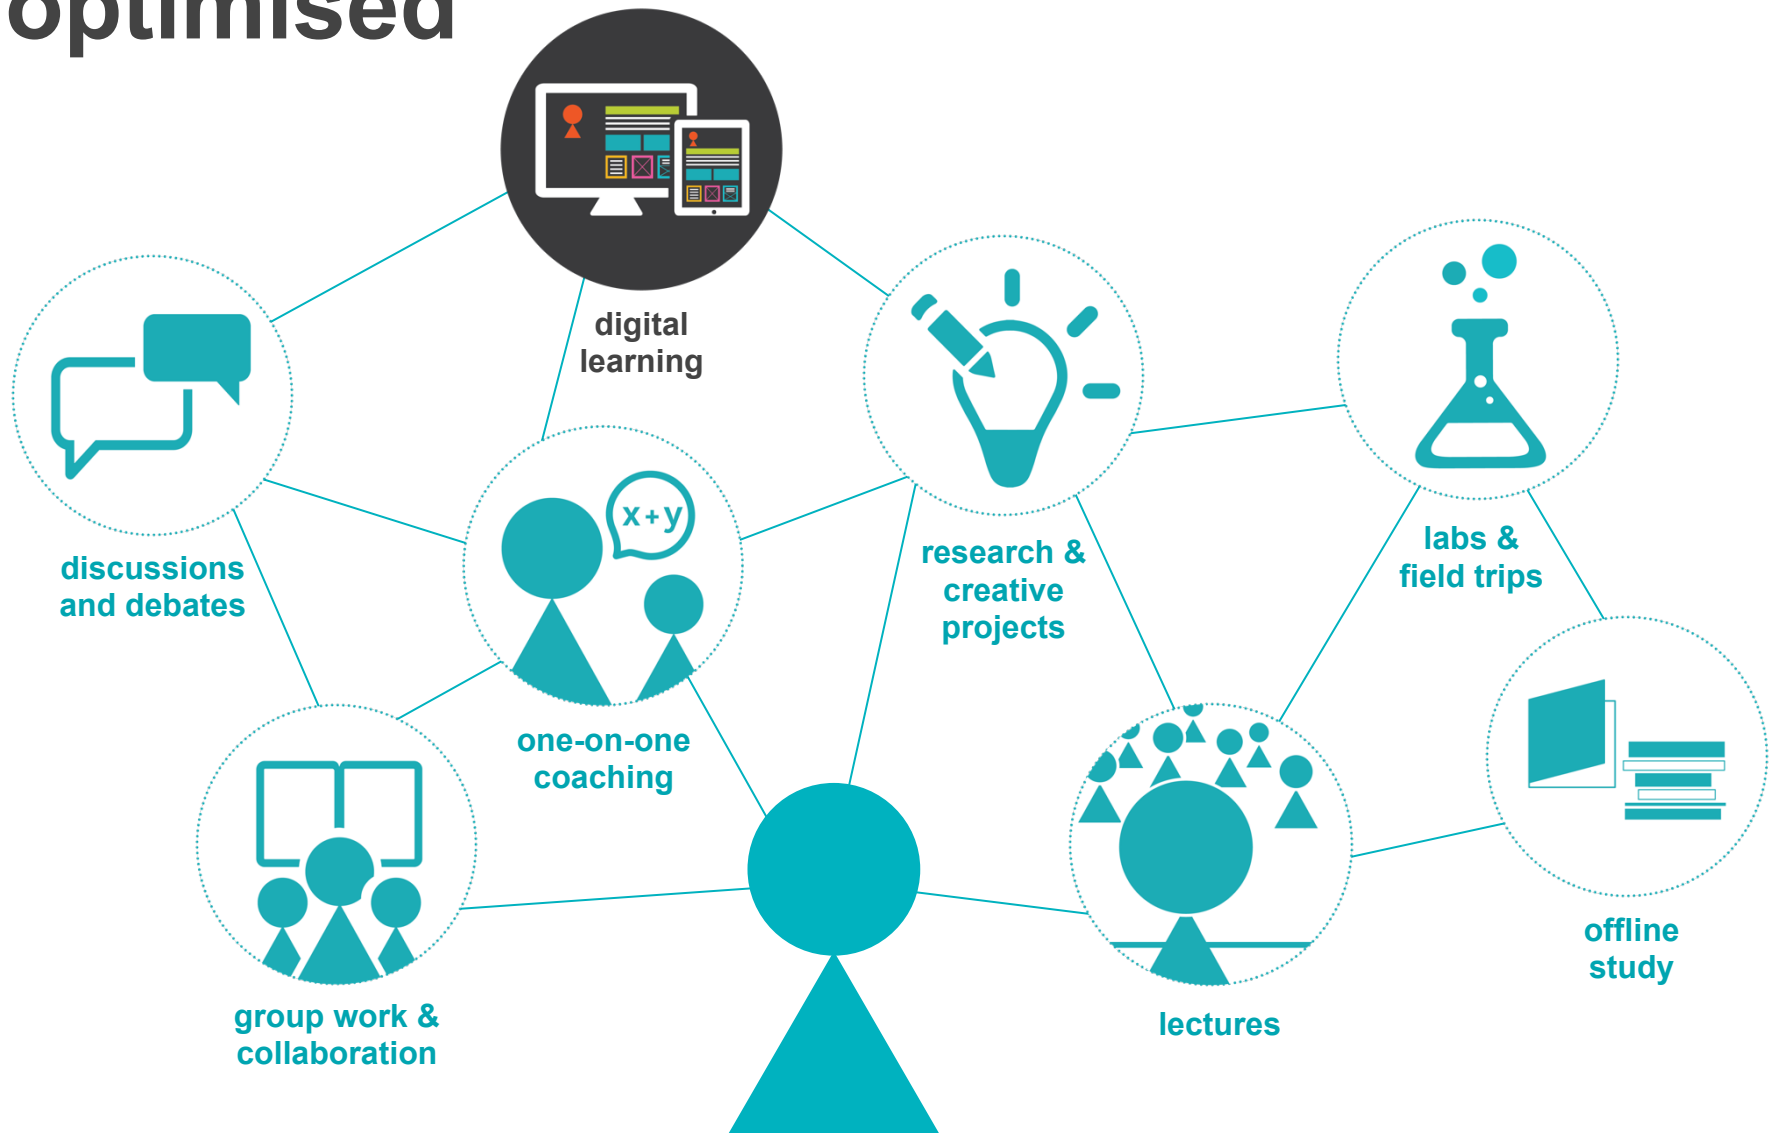 optimised
digital
learning
x+y
discussions
and debates
research &
creative
projects
labs &
field trips
one-on-one
coaching
offline
study
group work &
collaboration
lectures